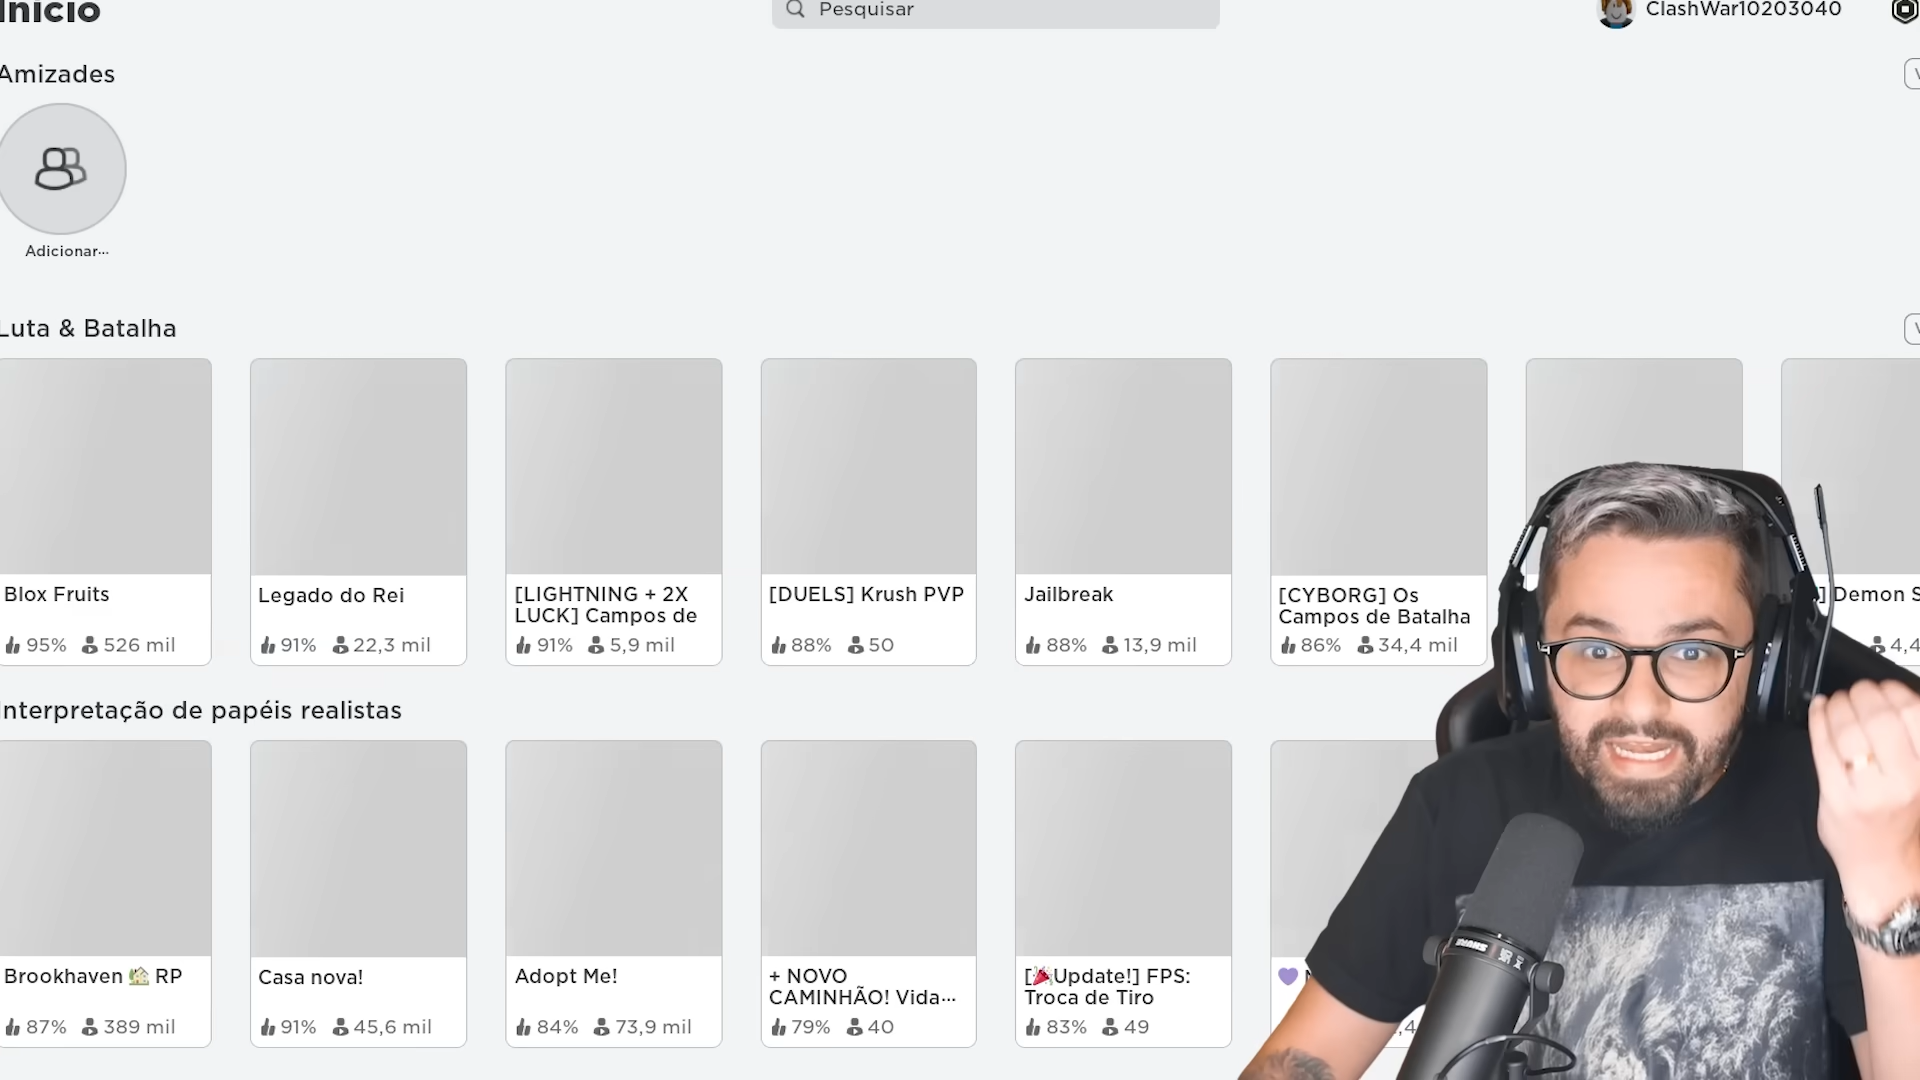 Início
Pesquisar
ClashWar10203040
Amizades
Adicionar...
Luta & Batalha
Blox Fruits
95% 526 mil
Legado do Rei
91% 22,3 mil
[LIGHTNING + 2X
LUCK] Campos de
91% 5,9 mil
[DUELS] Krush PVP
88% 50
Jailbreak
88% 13,9 mil
[CYBORG] Os
Campos de Batalha
86% 34,4 mil
] Demon S
4,4
Interpretação de papéis realistas
Brookhaven 🏡 RP
87% 389 mil
Casa nova!
91% 45,6 mil
Adopt Me!
84% 73,9 mil
+ NOVO
CAMINHÃO! Vida...
79% 40
[🎉Update!] FPS:
Troca de Tiro
83% 49
💜
SHURE